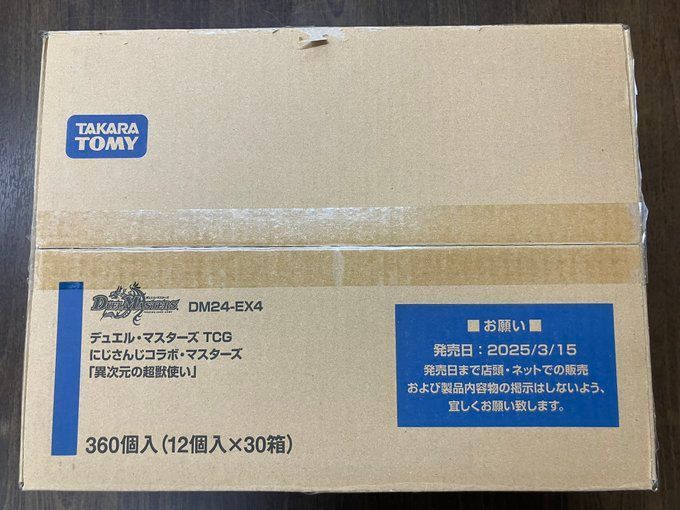 TAKARA
TOMY
DUEL MASTERS
DM24-EX4
デュエル・マスターズ TCG
にじさんじコラボ・マスターズ
「異次元の超獣使い」
360個入(12個入×30箱)
■お願い■
発売日:2025/3/15
発売日まで店頭・ネットでの販売
および製品内容物の掲示はしないよう、
宜しくお願い致します。